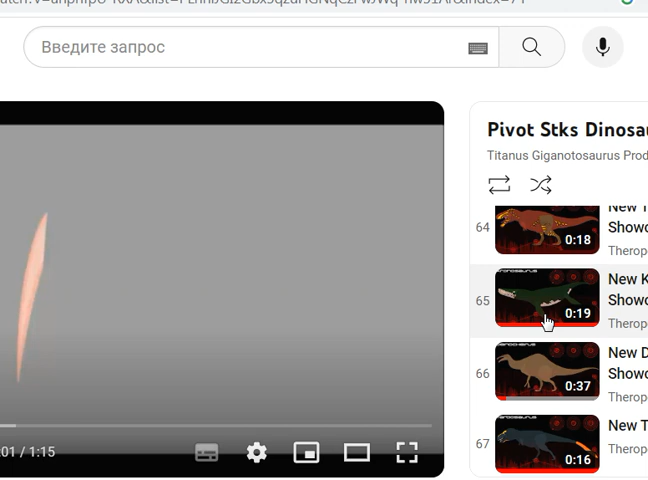 Введите запрос
Pivot Stks Dinosau
Titanus Giganotosaurus Prod
64
New T
Showc
Therop
0:18
65
New K
Showc
Therop
0:19
66
New D
Showc
Therop
0:37
67
New T
Therop
0:16
:01 / 1:15